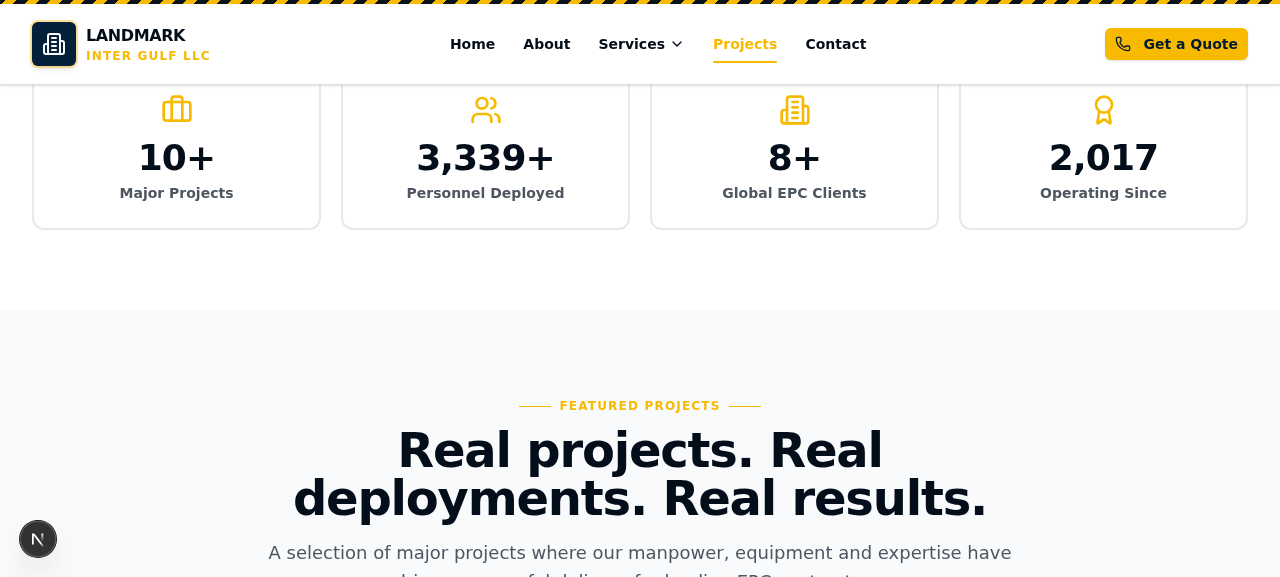 LANDMARK
INTER GULF LLC
Home About Services Projects Contact
Get a Quote
10+
Major Projects
3,339+
Personnel Deployed
8+
Global EPC Clients
2,017
Operating Since
FEATURED PROJECTS
Real projects. Real
deployments. Real results.
A selection of major projects where our manpower, equipment and expertise have